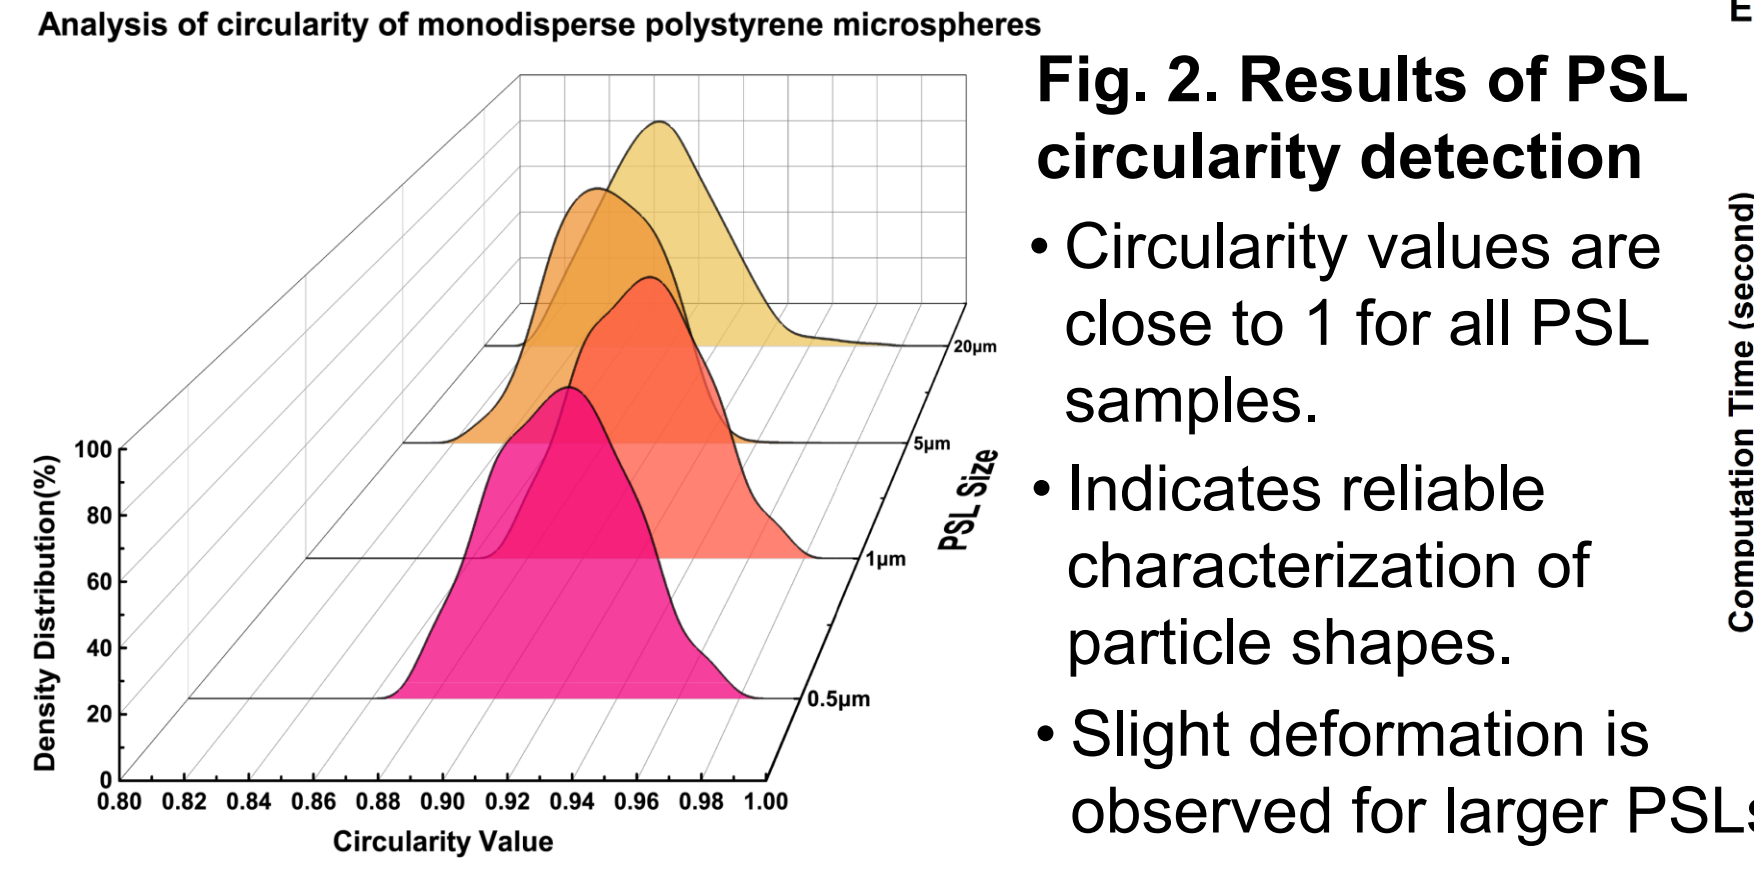 Analysis of circularity of monodisperse polystyrene microspheres
E
Fig. 2. Results of PSL
circularity detection
• Circularity values are
close to 1 for all PSL
samples.
• Indicates reliable
characterization of
particle shapes.
• Slight deformation is
observed for larger PSLs
Density Distribution(%)
100
80
60
40
20
0
0.80 0.82 0.84 0.86 0.88 0.90 0.92 0.94 0.96 0.98 1.00
Circularity Value
20μm
5μm
1μm
0.5μm
PSL Size
Computation Time (second)